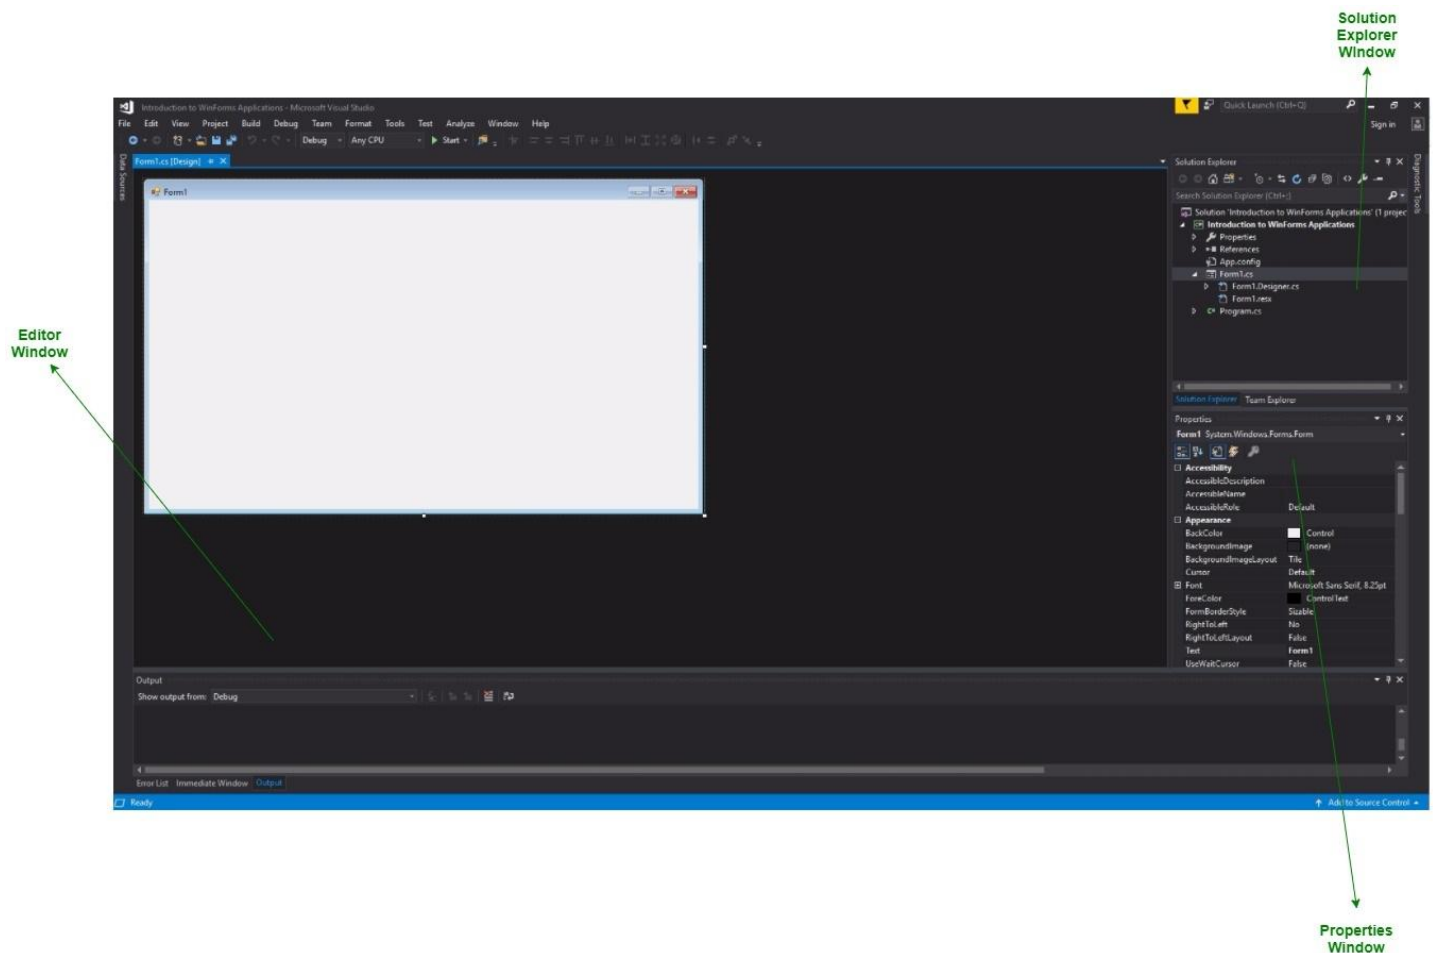 Solution
Explorer
Window
Introduction to WinForms Applications - Microsoft Visual Studio
Quick Launch (Ctrl+Q)
File Edit View Project Build Debug Team Format Tools Test Analyze Window Help
Sign in
Debug Any CPU Start
Data Sources
Form1.cs [Design]
Form1
Solution Explorer
Diagnostic Tools
Search Solution Explorer (Ctrl+;)
Solution 'Introduction to WinForms Applications' (1 projec
Introduction to WinForms Applications
Properties
References
App.config
Form1.cs
Form1.Designer.cs
Form1.resx
Program.cs
Editor
Window
Solution Explorer Team Explorer
Properties
Form1 System.Windows.Forms.Form
Accessibility
AccessibleDescription
AccessibleName
AccessibleRole Default
Appearance
BackColor Control
BackgroundImage (none)
BackgroundImageLayout Tile
Cursor Default
Font Microsoft Sans Serif, 8.25pt
ForeColor ControlText
FormBorderStyle Sizable
RightToLeft No
RightToLeftLayout False
Text Form1
UseWaitCursor False
Output
Show output from: Debug
Error List Immediate Window Output
Ready
Add to Source Control
Properties
Window